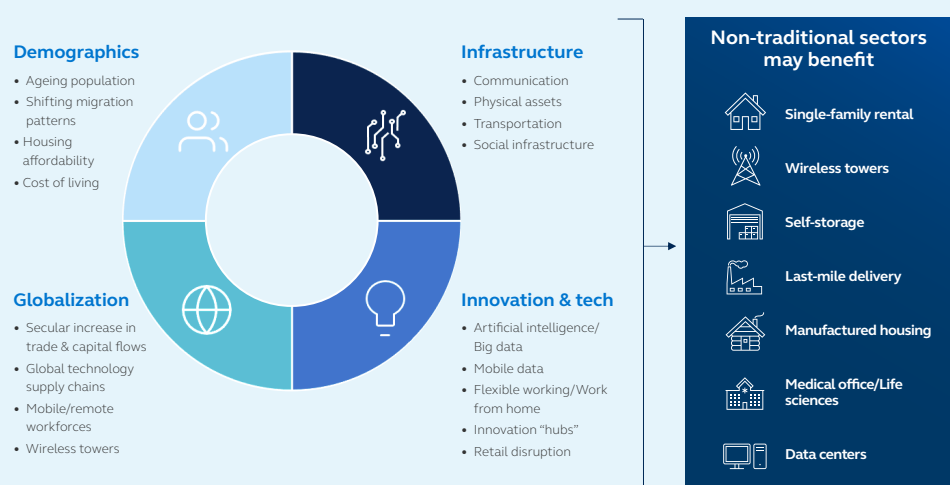 Demographics
• Ageing population
• Shifting migration
patterns
• Housing
affordability
• Cost of living
Infrastructure
• Communication
• Physical assets
• Transportation
• Social infrastructure
Globalization
• Secular increase in
trade & capital flows
• Global technology
supply chains
• Mobile/remote
workforces
• Wireless towers
Innovation & tech
• Artificial intelligence/
Big data
• Mobile data
• Flexible working/Work
from home
• Innovation “hubs”
• Retail disruption
Non-traditional sectors
may benefit
Single-family rental
Wireless towers
Self-storage
Last-mile delivery
Manufactured housing
Medical office/Life
sciences
Data centers